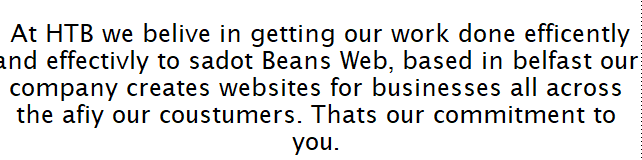 At HTB we belive in getting our work done efficently
and effectivly to sadot Beans Web, based in belfast our
company creates websites for businesses all across
the afiy our coustumers. Thats our commitment to
you.